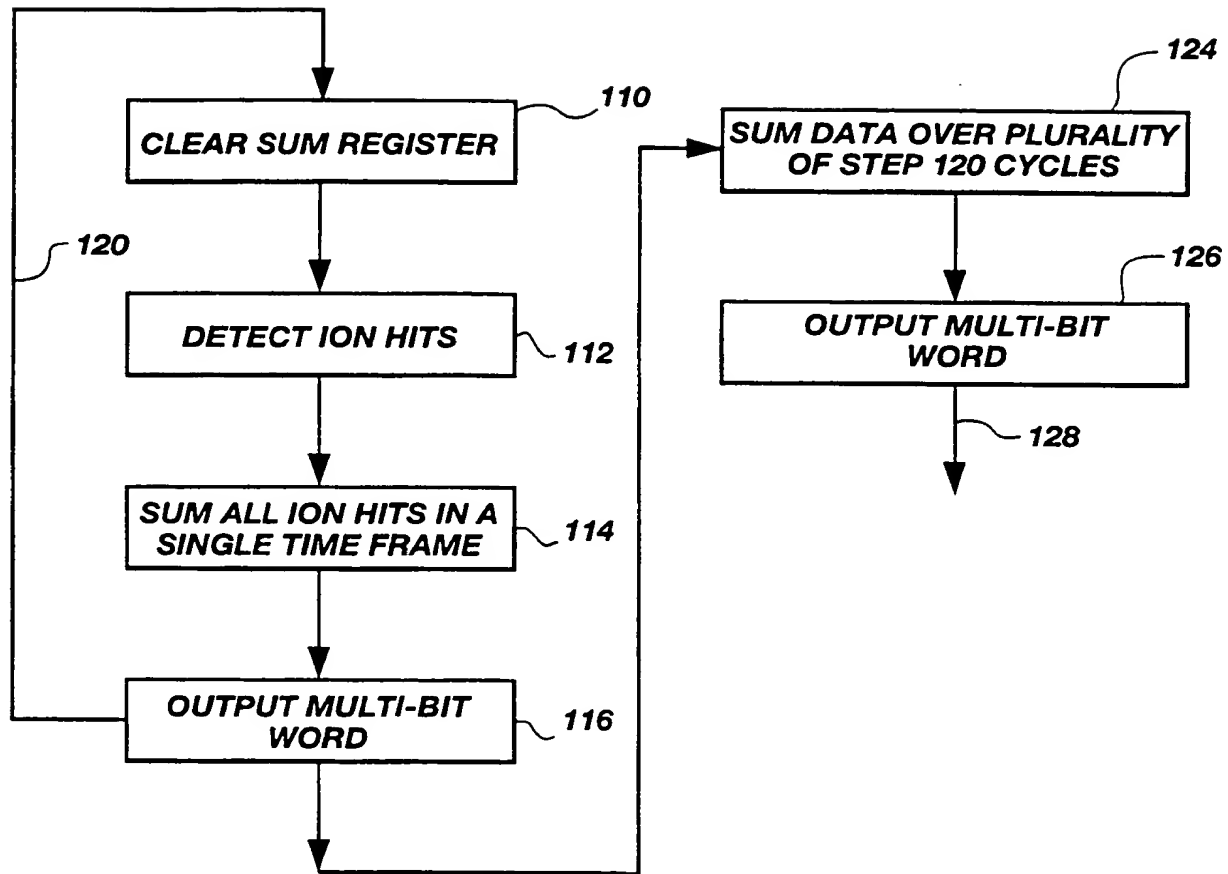 110
CLEAR SUM REGISTER
120
DETECT ION HITS
112
SUM ALL ION HITS IN A
SINGLE TIME FRAME
114
OUTPUT MULTI-BIT
WORD
116
124
SUM DATA OVER PLURALITY
OF STEP 120 CYCLES
126
OUTPUT MULTI-BIT
WORD
128